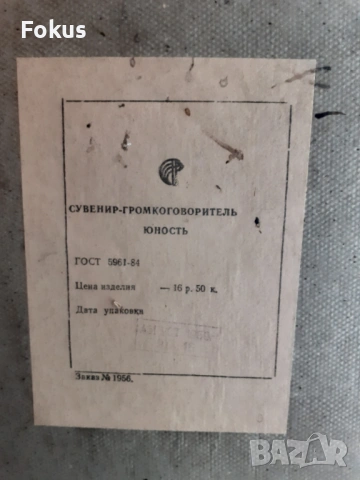 Fokus
СУВЕНИР-ГРОМКОГОВОРИТЕЛЬ
ЮНОСТЬ
ГОСТ 5961-84
Цена изделия — 16 р. 50 к.
Дата упаковки
Заказ № 1956.
BAZAR